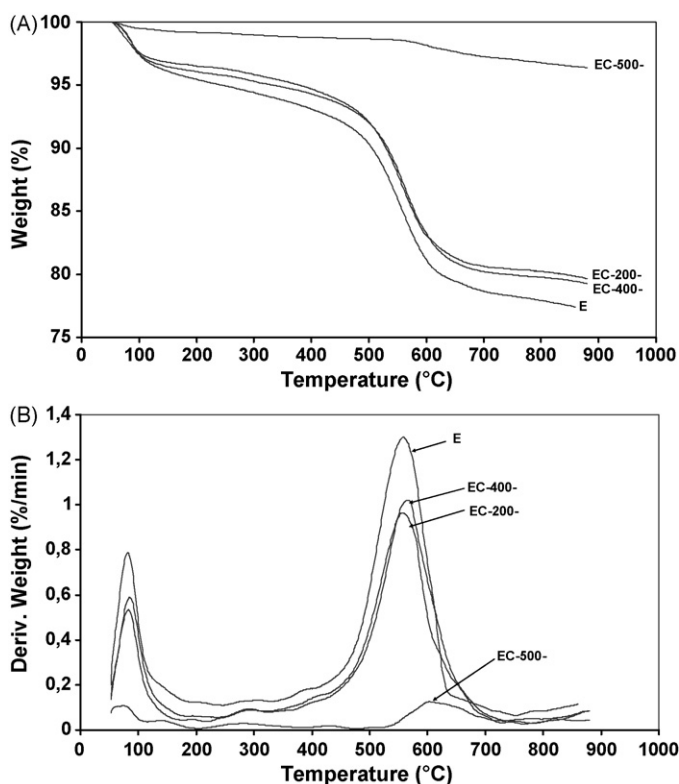 (A)
100
95
90
85
80
75
Weight (%)
EC-500-
EC-200-
EC-400-
E
0 100 200 300 400 500 600 700 800 900 1000
Temperature (°C)
(B)
1,4
1,2
1
0,8
0,6
0,4
0,2
0
Deriv. Weight (%/min)
E
EC-400-
EC-200-
EC-500-
0 100 200 300 400 500 600 700 800 900 1000
Temperature (°C)